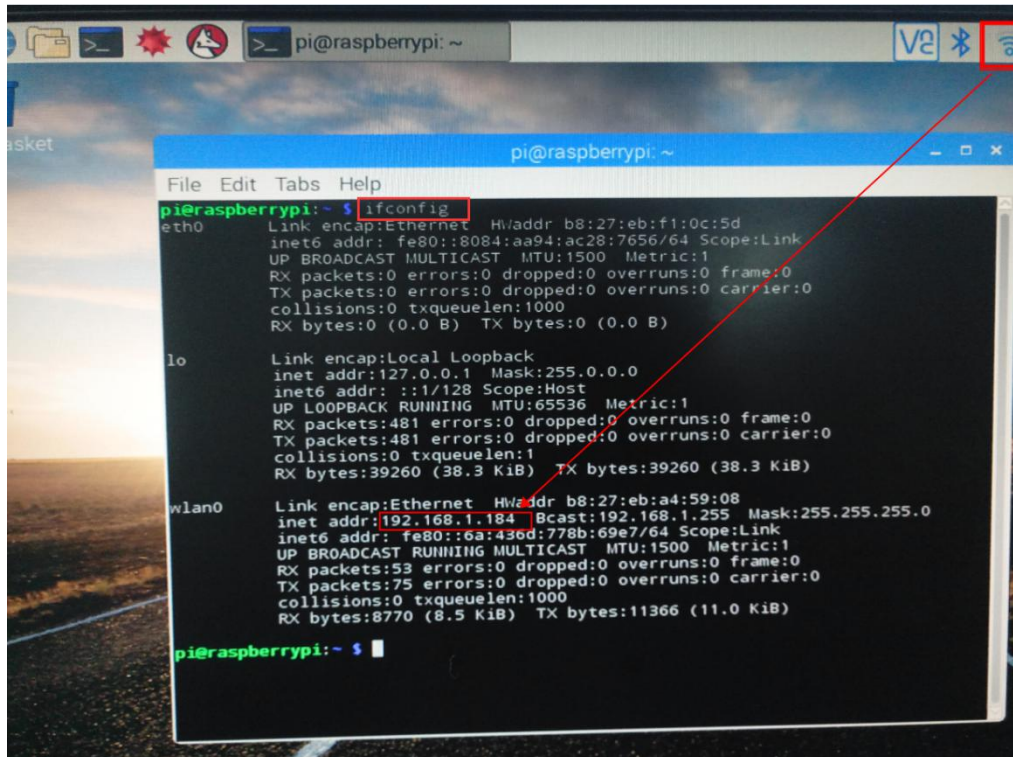 pi@raspberrypi: ~
V2
asket
pi@raspberrypi: ~
File Edit Tabs Help
pi@raspberrypi:~ $ ifconfig
eth0 Link encap:Ethernet HWaddr b8:27:eb:f1:0c:5d
inet6 addr: fe80::8084:aa94:ac28:7656/64 Scope:Link
UP BROADCAST MULTICAST MTU:1500 Metric:1
RX packets:0 errors:0 dropped:0 overruns:0 frame:0
TX packets:0 errors:0 dropped:0 overruns:0 carrier:0
collisions:0 txqueuelen:1000
RX bytes:0 (0.0 B) TX bytes:0 (0.0 B)
lo Link encap:Local Loopback
inet addr:127.0.0.1 Mask:255.0.0.0
inet6 addr: ::1/128 Scope:Host
UP LOOPBACK RUNNING MTU:65536 Metric:1
RX packets:481 errors:0 dropped:0 overruns:0 frame:0
TX packets:481 errors:0 dropped:0 overruns:0 carrier:0
collisions:0 txqueuelen:1
RX bytes:39260 (38.3 KiB) TX bytes:39260 (38.3 KiB)
wlan0 Link encap:Ethernet HWaddr b8:27:eb:a4:59:08
inet addr:192.168.1.184 Bcast:192.168.1.255 Mask:255.255.255.0
inet6 addr: fe80::6a:436d:778b:69e7/64 Scope:Link
UP BROADCAST RUNNING MULTICAST MTU:1500 Metric:1
RX packets:53 errors:0 dropped:0 overruns:0 frame:0
TX packets:75 errors:0 dropped:0 overruns:0 carrier:0
collisions:0 txqueuelen:1000
RX bytes:8770 (8.5 KiB) TX bytes:11366 (11.0 KiB)
pi@raspberrypi:~ $